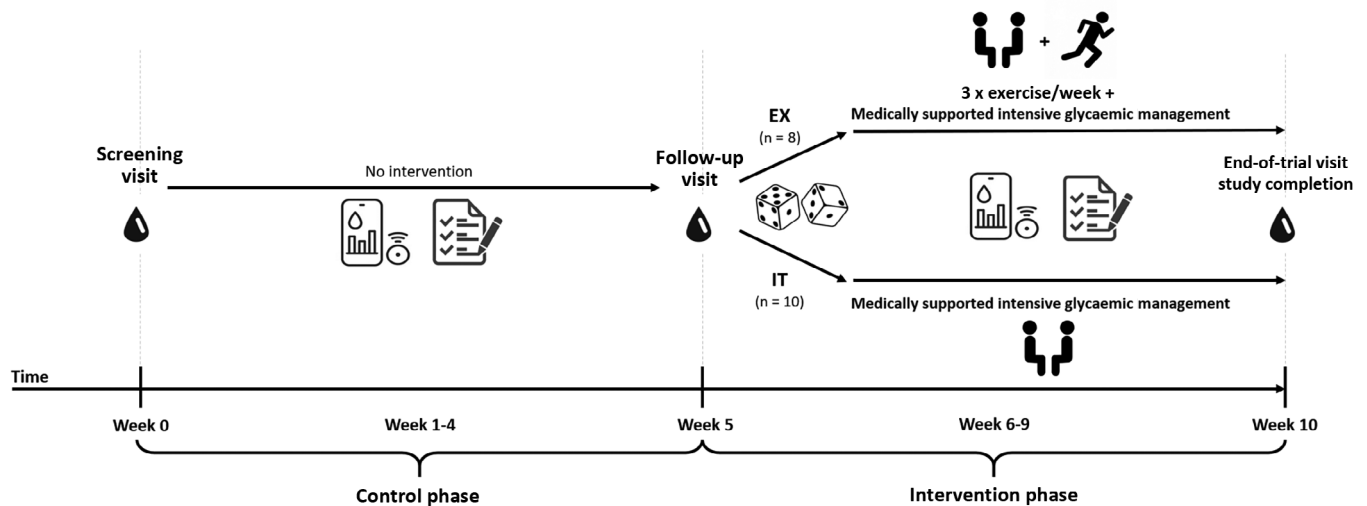 3 x exercise/week +
Medically supported intensive glycaemic management
EX
(n = 8)
Screening
visit
No intervention
Follow-up
visit
End-of-trial visit
study completion
IT
(n = 10)
Medically supported intensive glycaemic management
Time
Week 0
Week 1-4
Week 5
Week 6-9
Week 10
Control phase
Intervention phase